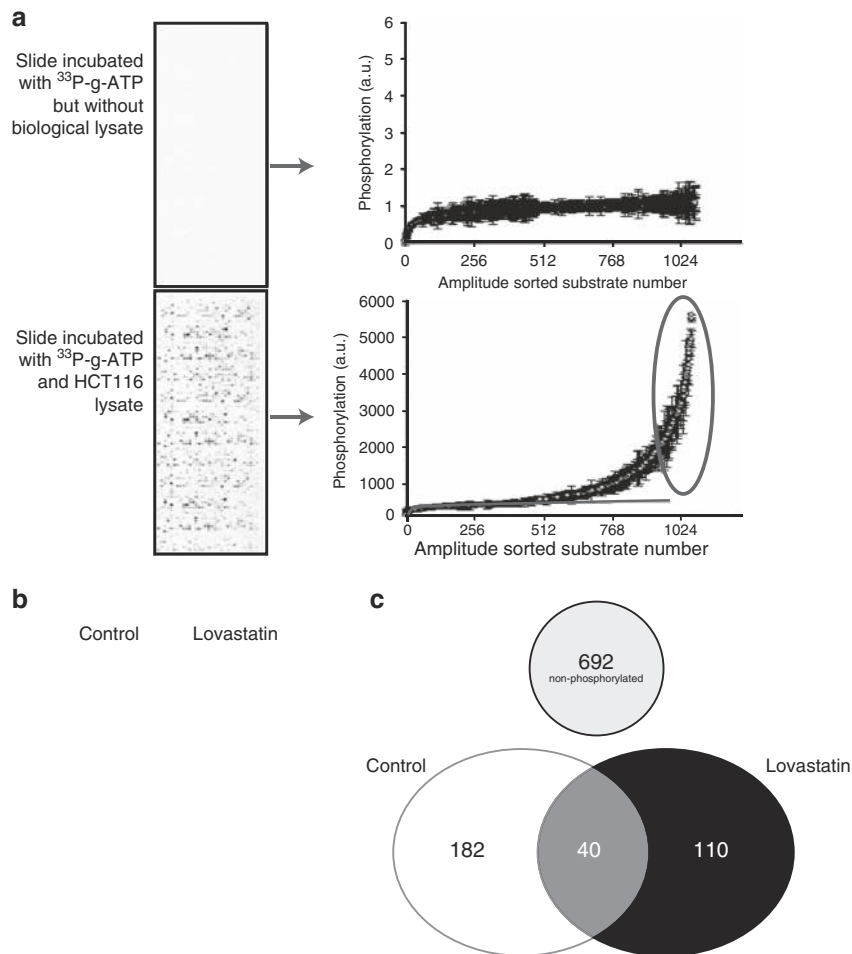 a
Slide incubated
with ³³P-g-ATP
but without
biological lysate
Phosphorylation (a.u.)
6
5
4
3
2
1
0
0 256 512 768 1024
Amplitude sorted substrate number
Slide incubated
with ³³P-g-ATP
and HCT116
lysate
Phosphorylation (a.u.)
6000
5000
4000
3000
2000
1000
0
0 256 512 768 1024
Amplitude sorted substrate number
b
Control Lovastatin
c
692
non-phosphorylated
Control Lovastatin
182 40 110